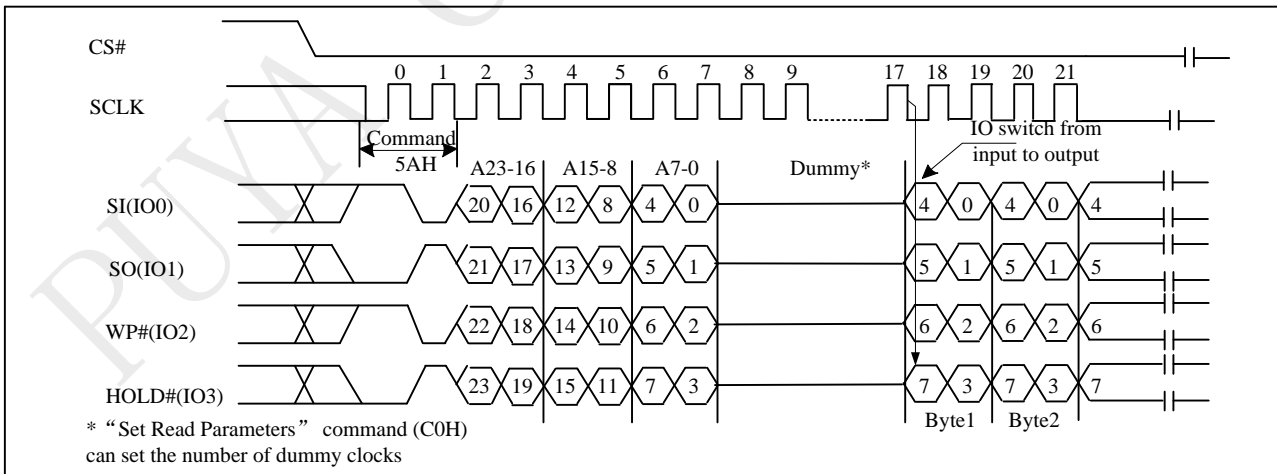 PUYA
CS#
0 1 2 3 4 5 6 7 8 9 17 18 19 20 21
SCLK
Command
5AH
IO switch from
input to output
A23-16 A15-8 A7-0 Dummy*
SI(IO0) 20 16 12 8 4 0 4 0 4 0 4
SO(IO1) 21 17 13 9 5 1 5 1 5 1 5
WP#(IO2) 22 18 14 10 6 2 6 2 6 2 6
HOLD#(IO3) 23 19 15 11 7 3 7 3 7 3 7
Byte1 Byte2
* “Set Read Parameters” command (C0H)
can set the number of dummy clocks